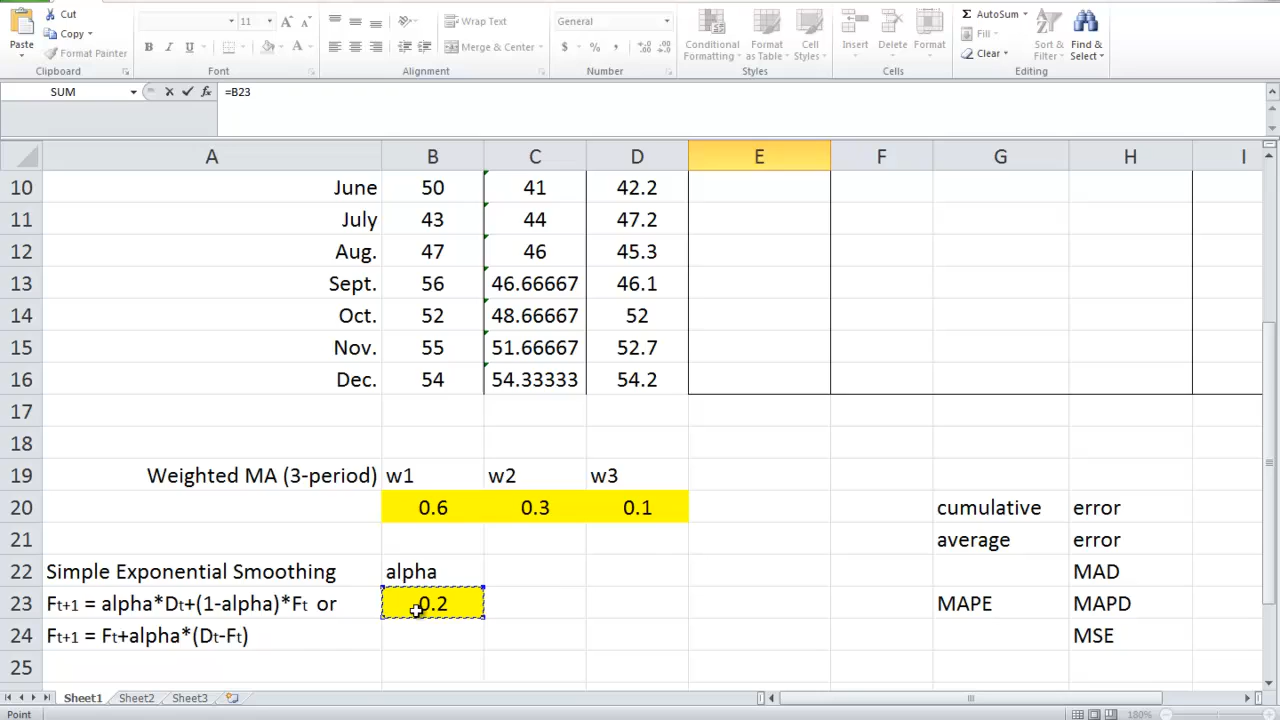 Cut
Copy
Format Painter
Paste
Clipboard
11
A A
B I U A
Font
Wrap Text
Merge & Center
Alignment
General
$ % ,
Number
Conditional Formatting
Format as Table
Cell Styles
Styles
Insert
Delete
Format
Cells
Σ AutoSum
Fill
Clear
Sort & Filter
Find & Select
Editing
SUM fx =B23
A B C D E F G H I
10 June 50 41 42.2
11 July 43 44 47.2
12 Aug. 47 46 45.3
13 Sept. 56 46.66667 46.1
14 Oct. 52 48.66667 52
15 Nov. 55 51.66667 52.7
16 Dec. 54 54.33333 54.2
17
18
19 Weighted MA (3-period) w1 w2 w3
20 0.6 0.3 0.1 cumulative error
21 average error
22 Simple Exponential Smoothing alpha MAD
23 Ft+1 = alpha*Dt+(1-alpha)*Ft or 0.2 MAPE MAPD
24 Ft+1 = Ft+alpha*(Dt-Ft) MSE
25
Sheet1 Sheet2 Sheet3
Point 180%